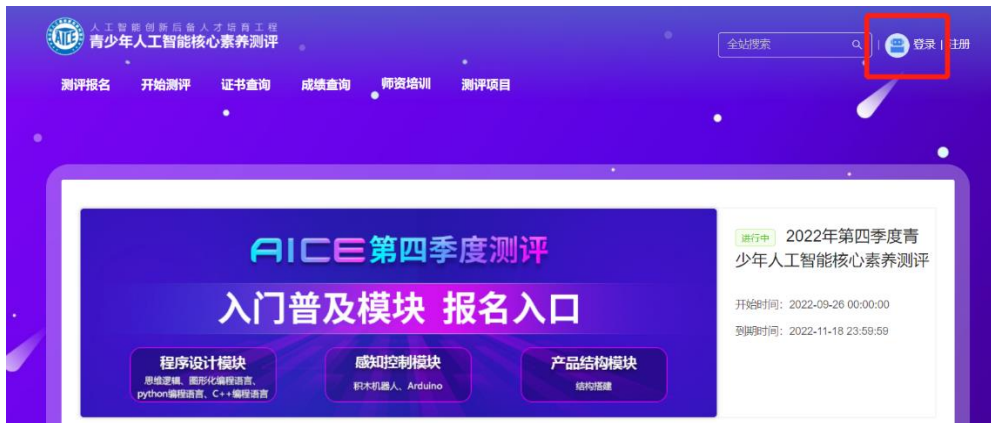 AICE
人工智能创新后备人才培育工程
青少年人工智能核心素养测评
全站搜索
登录 | 注册
测评报名 开始测评 证书查询 成绩查询 师资培训 测评项目
AICE第四季度测评
入门普及模块 报名入口
程序设计模块
思维逻辑、图形化编程语言、
python编程语言、C++编程语言
感知控制模块
积木机器人、Arduino
产品结构模块
结构搭建
进行中 2022年第四季度青
少年人工智能核心素养测评
开始时间：2022-09-26 00:00:00
到期时间：2022-11-18 23:59:59